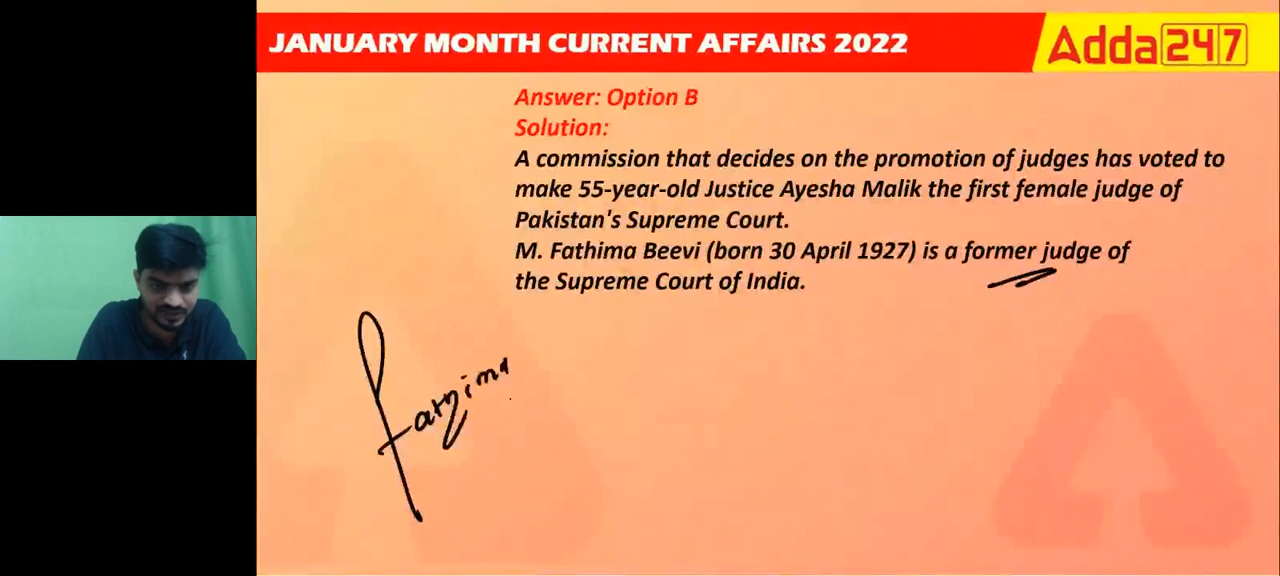 JANUARY MONTH CURRENT AFFAIRS 2022
Adda247
Answer: Option B
Solution:
A commission that decides on the promotion of judges has voted to
make 55-year-old Justice Ayesha Malik the first female judge of
Pakistan's Supreme Court.
M. Fathima Beevi (born 30 April 1927) is a former judge of
the Supreme Court of India.